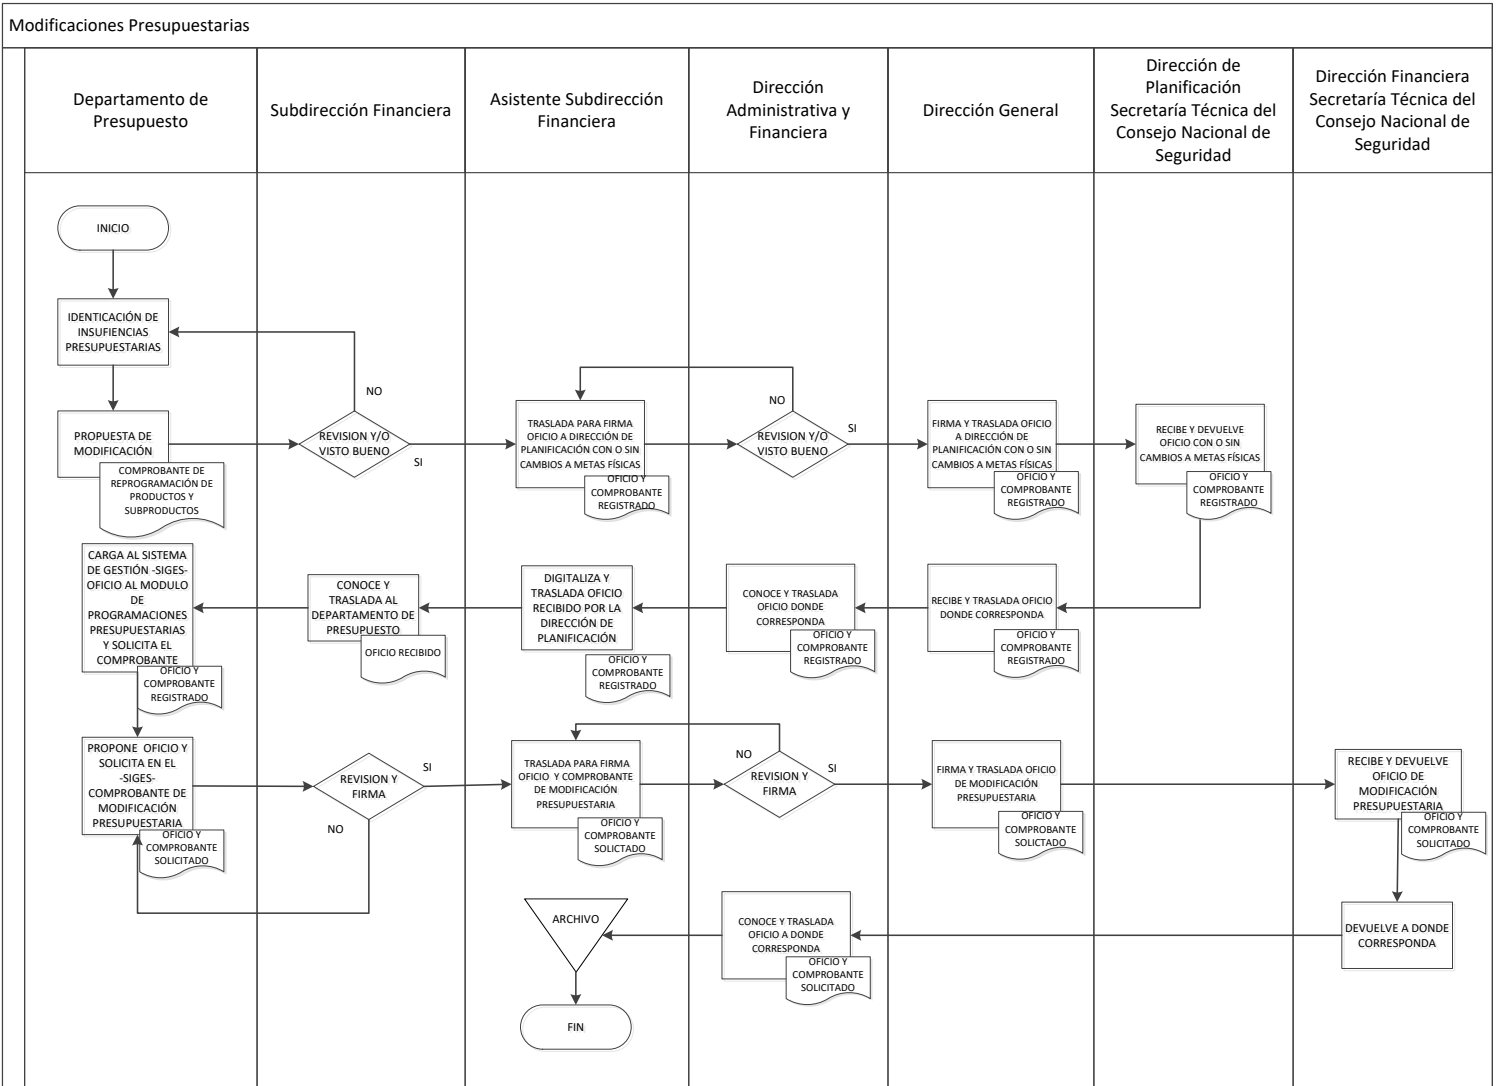 Modificaciones Presupuestarias
Departamento de
Presupuesto
Subdirección Financiera
Asistente Subdirección
Financiera
Dirección
Administrativa y
Financiera
Dirección General
Dirección de
Planificación
Secretaría Técnica del
Consejo Nacional de
Seguridad
Dirección Financiera
Secretaría Técnica del
Consejo Nacional de
Seguridad
INICIO
IDENTICACIÓN DE
INSUFIENCIAS
PRESUPUESTARIAS
PROPUESTA DE
MODIFICACIÓN
COMPROBANTE DE
REPROGRAMACIÓN DE
PRODUCTOS Y
SUBPRODUCTOS
NO
REVISION Y/O
VISTO BUENO
SI
TRASLADA PARA FIRMA
OFICIO A DIRECCIÓN DE
PLANIFICACIÓN CON O SIN
CAMBIOS A METAS FÍSICAS
OFICIO Y
COMPROBANTE
REGISTRADO
NO
REVISION Y/O
VISTO BUENO
SI
FIRMA Y TRASLADA OFICIO
A DIRECCIÓN DE
PLANIFICACIÓN CON O SIN
CAMBIOS A METAS FÍSICAS
OFICIO Y
COMPROBANTE
REGISTRADO
RECIBE Y DEVUELVE
OFICIO CON O SIN
CAMBIOS A METAS FÍSICAS
OFICIO Y
COMPROBANTE
REGISTRADO
CARGA AL SISTEMA
DE GESTIÓN -SIGES-
OFICIO AL MODULO
DE
PROGRAMACIONES
PRESUPUESTARIAS
Y SOLICITA EL
COMPROBANTE
OFICIO Y
COMPROBANTE
REGISTRADO
CONOCE Y
TRASLADA AL
DEPARTAMENTO DE
PRESUPUESTO
OFICIO RECIBIDO
DIGITALIZA Y
TRASLADA OFICIO
RECIBIDO POR LA
DIRECCIÓN DE
PLANIFICACIÓN
OFICIO Y
COMPROBANTE
REGISTRADO
CONOCE Y TRASLADA
OFICIO DONDE
CORRESPONDA
OFICIO Y
COMPROBANTE
REGISTRADO
RECIBE Y TRASLADA OFICIO
DONDE CORRESPONDA
OFICIO Y
COMPROBANTE
REGISTRADO
PROPONE OFICIO Y
SOLICITA EN EL
-SIGES-
COMPROBANTE DE
MODIFICACIÓN
PRESUPUESTARIA
OFICIO Y
COMPROBANTE
SOLICITADO
REVISION Y
FIRMA
SI
NO
TRASLADA PARA FIRMA
OFICIO Y COMPROBANTE
DE MODIFICACIÓN
PRESUPUESTARIA
OFICIO Y
COMPROBANTE
SOLICTADO
NO
REVISION Y
FIRMA
SI
FIRMA Y TRASLADA OFICIO
DE MODIFICACIÓN
PRESUPUESTARIA
OFICIO Y
COMPROBANTE
SOLICTADO
RECIBE Y DEVUELVE
OFICIO DE
MODIFICACIÓN
PRESUPUESTARIA
OFICIO Y
COMPROBANTE
SOLICITADO
ARCHIVO
CONOCE Y TRASLADA
OFICIO A DONDE
CORRESPONDA
OFICIO Y
COMPROBANTE
SOLICITADO
DEVUELVE A DONDE
CORRESPONDA
FIN